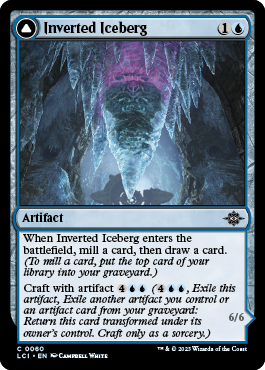 Inverted Iceberg 1
Artifact
When Inverted Iceberg enters the
battlefield, mill a card, then draw a card.
(To mill a card, put the top card of your
library into your graveyard.)
Craft with artifact 4 (4, Exile this
artifact, Exile another artifact you control or
an artifact card from your graveyard:
Return this card transformed under its
owner's control. Craft only as a sorcery.)
6/6
C 0060
LCI • EN CAMPBELL WHITE
™ & © 2023 Wizards of the Coast